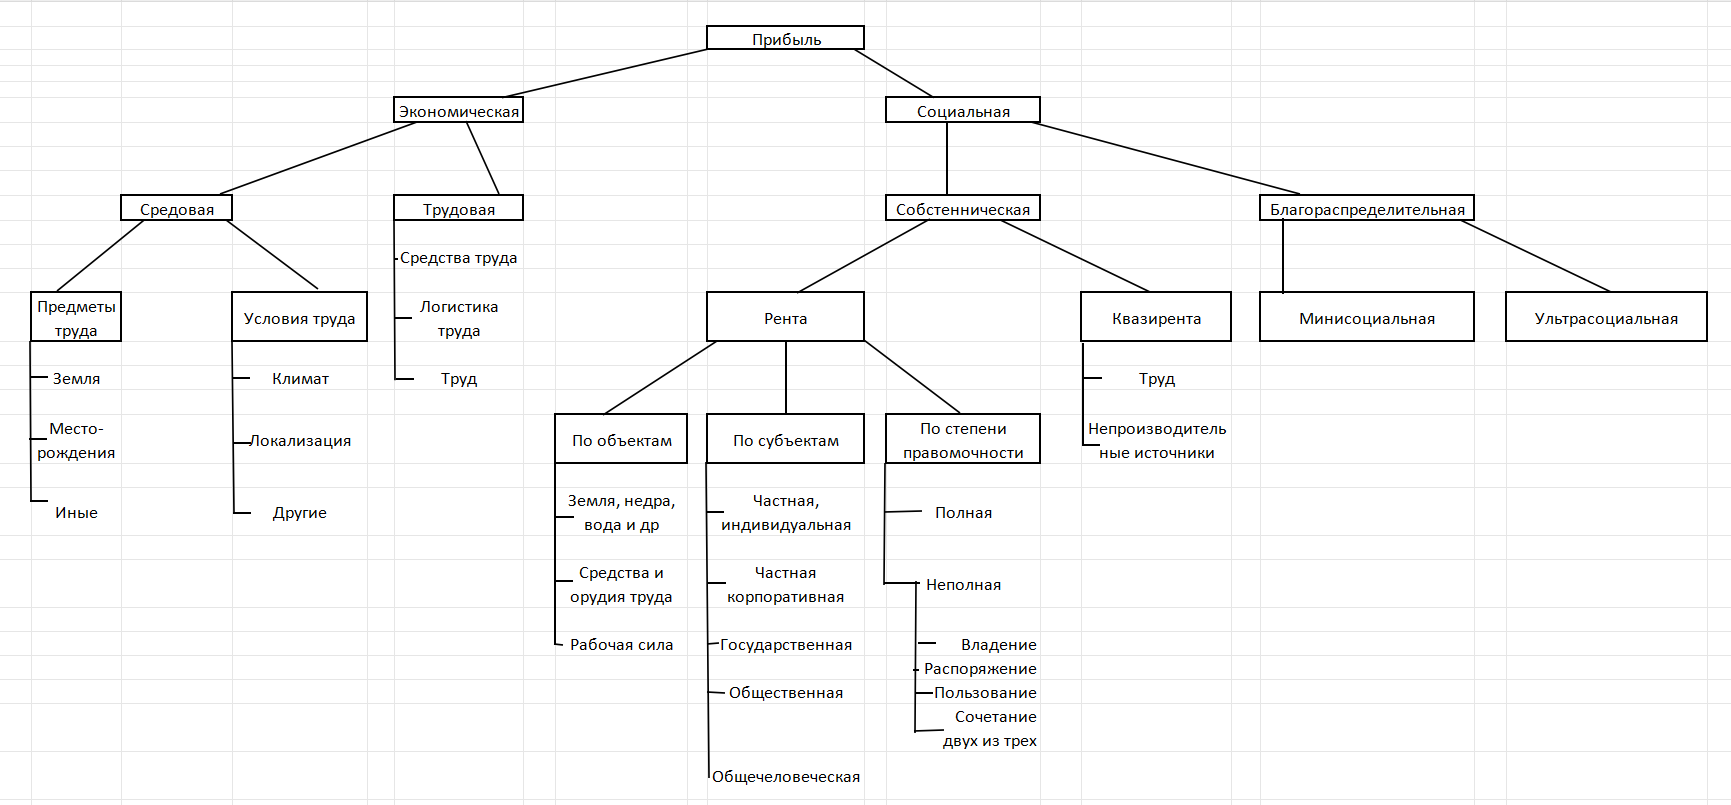 Прибыль
Экономическая
Социальная
Средовая
Трудовая
Собстенническая
Благораспределительная
Средства труда
Предметы
труда
Условия труда
Логистика
труда
Рента
Квазирента
Минисоциальная
Ультрасоциальная
Земля
Климат
Труд
Труд
Место-
рождения
Локализация
По объектам
По субъектам
По степени
правомочности
Непроизводитель
ные источники
Иные
Другие
Земля, недра,
вода и др
Частная,
индивидуальная
Полная
Средства и
орудия труда
Частная
корпоративная
Неполная
Рабочая сила
Государственная
Владение
Распоряжение
Общественная
Пользование
Сочетание
двух из трех
Общечеловеческая